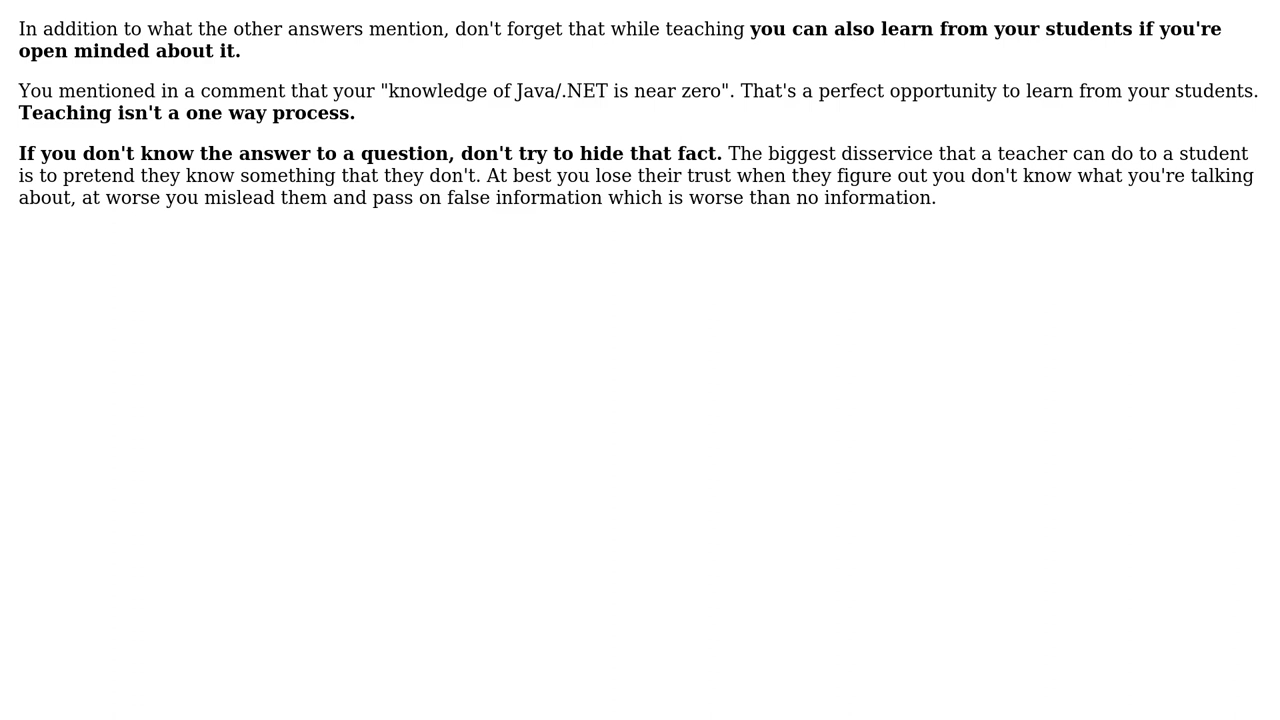 In addition to what the other answers mention, don't forget that while teaching you can also learn from your students if you're
open minded about it.
You mentioned in a comment that your "knowledge of Java/.NET is near zero". That's a perfect opportunity to learn from your students.
Teaching isn't a one way process.
If you don't know the answer to a question, don't try to hide that fact. The biggest disservice that a teacher can do to a student
is to pretend they know something that they don't. At best you lose their trust when they figure out you don't know what you're talking
about, at worse you mislead them and pass on false information which is worse than no information.